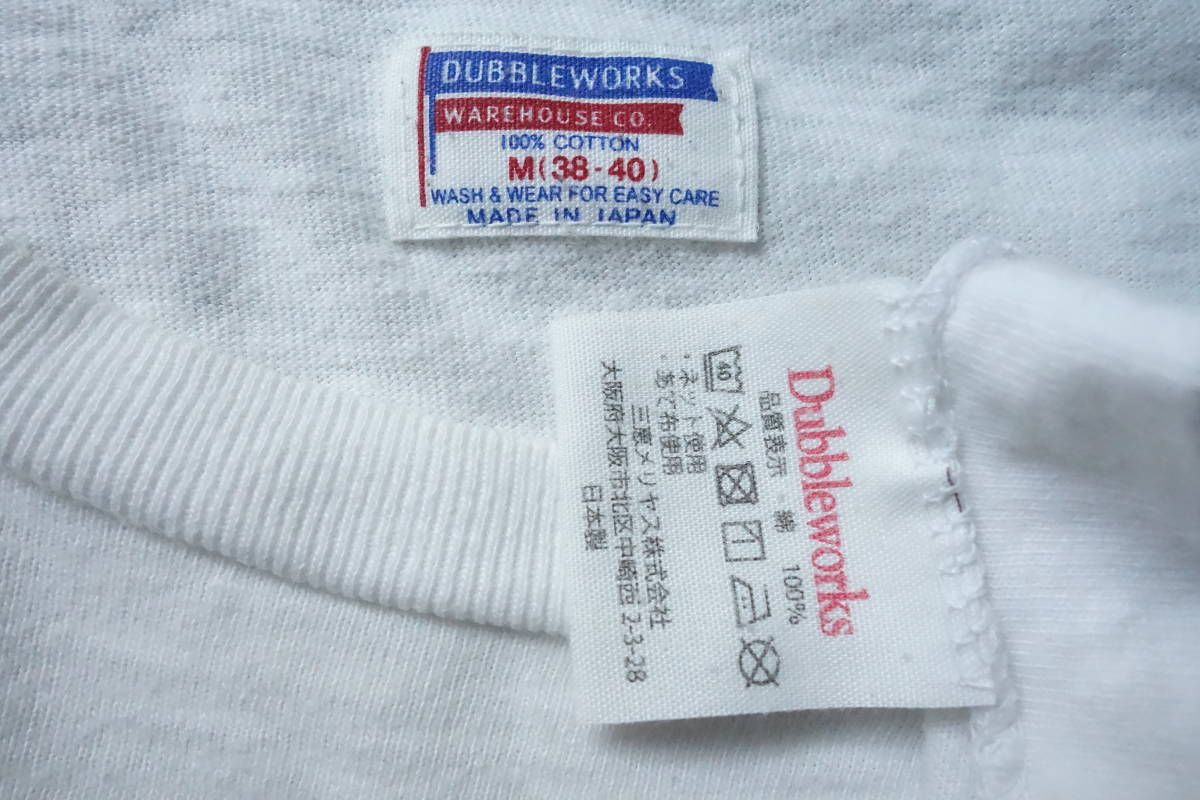 DUBBLEWORKS
WAREHOUSE CO.
100% COTTON
M(38-40)
WASH & WEAR FOR EASY CARE
MADE IN JAPAN
Dubbleworks
品質表示 綿 100%
40
・ネット使用
・あて布使用
三恵メリヤス株式会社
大阪府大阪市北区中崎西 2-3-28
日本製